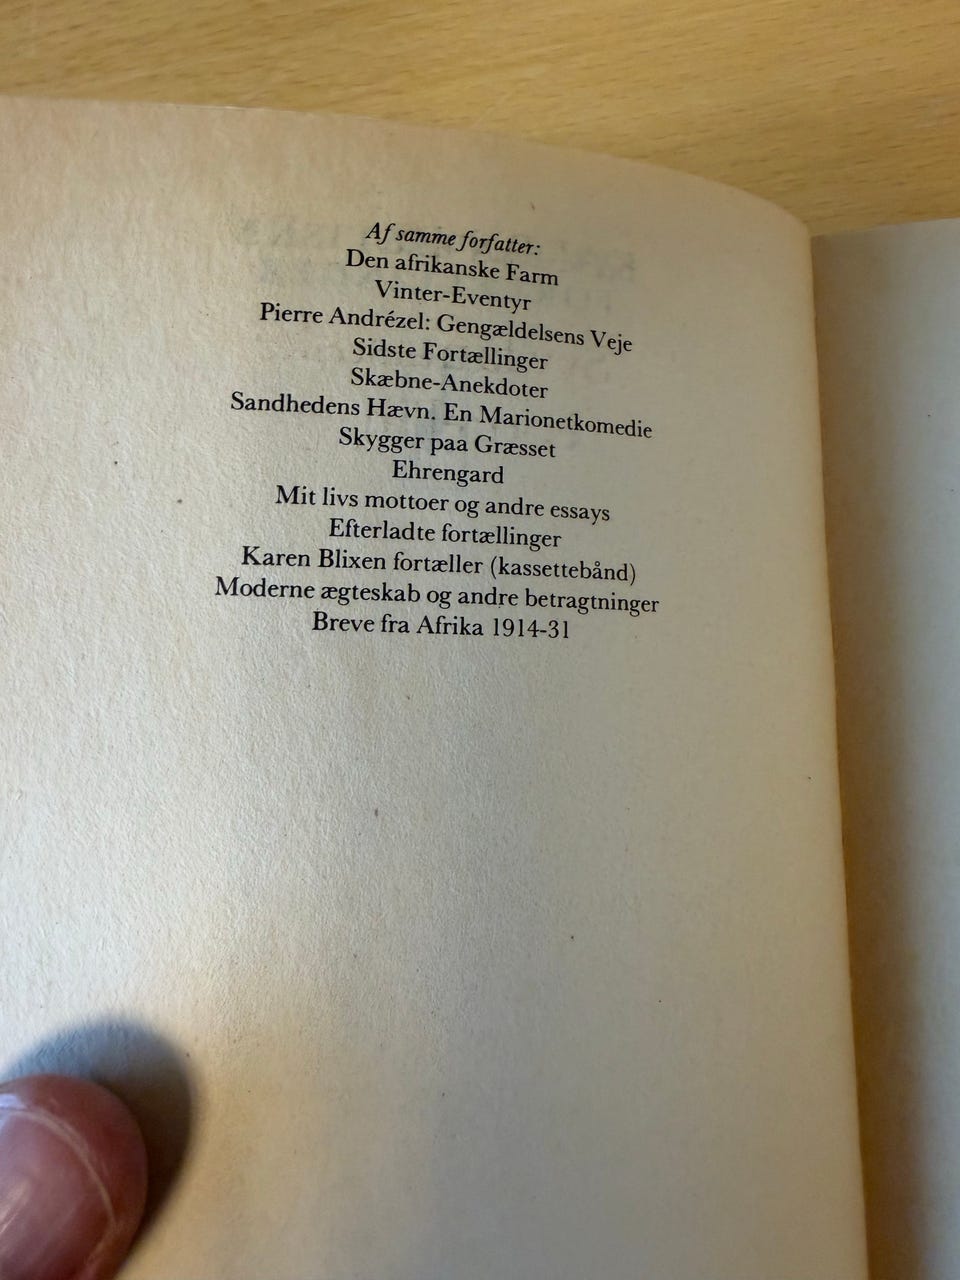 Af samme forfatter:
Den afrikanske Farm
Vinter-Eventyr
Pierre Andrézel: Gengældelsens Veje
Sidste Fortællinger
Skæbne-Anekdoter
Sandhedens Hævn. En Marionetkomedie
Skygger paa Græsset
Ehrengard
Mit livs mottoer og andre essays
Efterladte fortællinger
Karen Blixen fortæller (kassettebånd)
Moderne ægteskab og andre betragtninger
Breve fra Afrika 1914-31